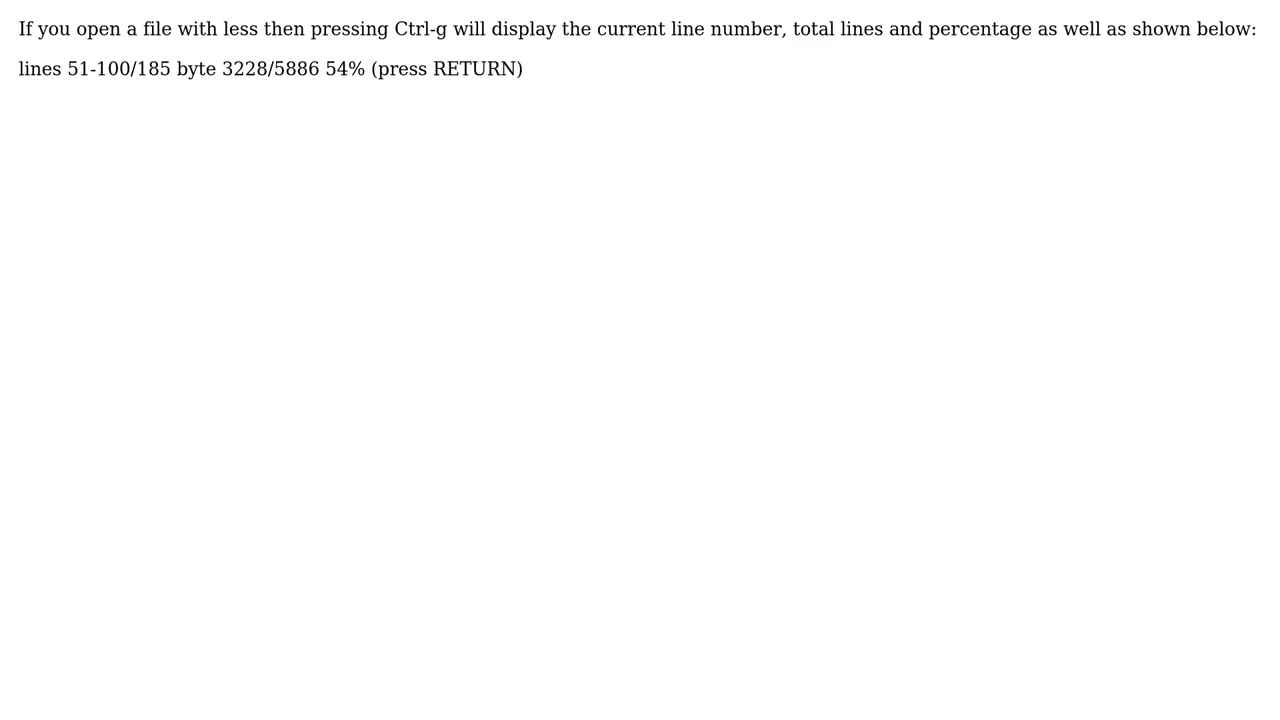 If you open a file with less then pressing Ctrl-g will display the current line number, total lines and percentage as well as shown below:
lines 51-100/185 byte 3228/5886 54% (press RETURN)